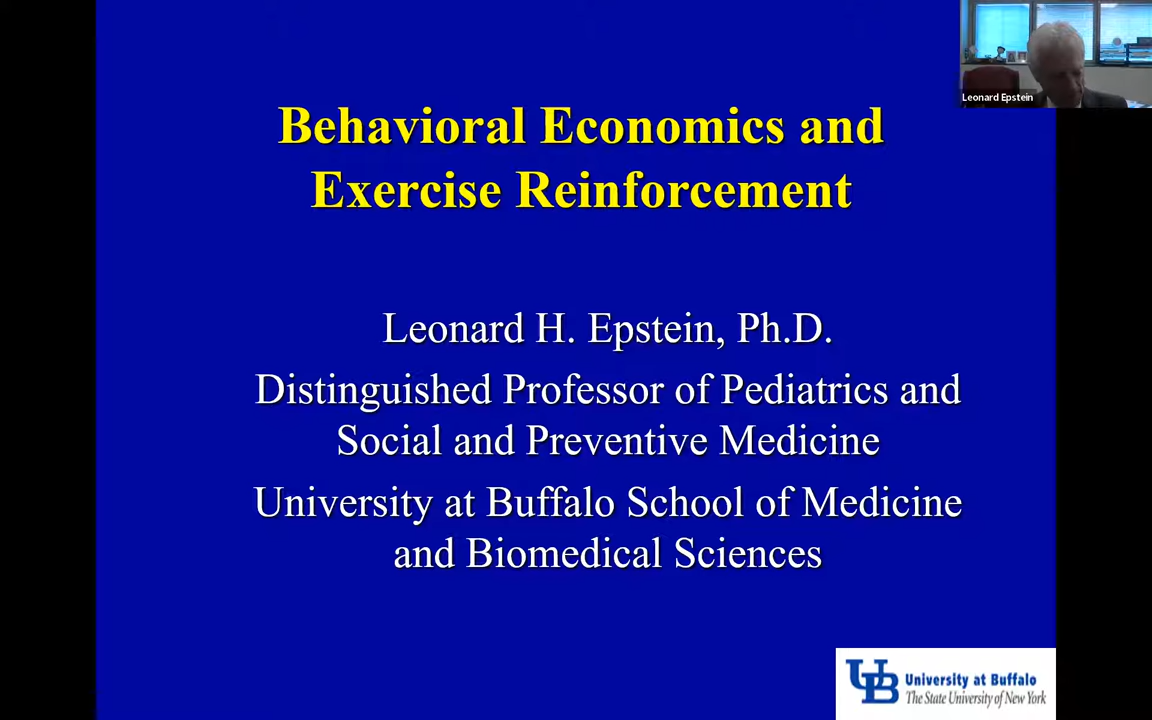 Leonard Epstein
Behavioral Economics and
Exercise Reinforcement
Leonard H. Epstein, Ph.D.
Distinguished Professor of Pediatrics and
Social and Preventive Medicine
University at Buffalo School of Medicine
and Biomedical Sciences
UB
University at Buffalo
The State University of New York